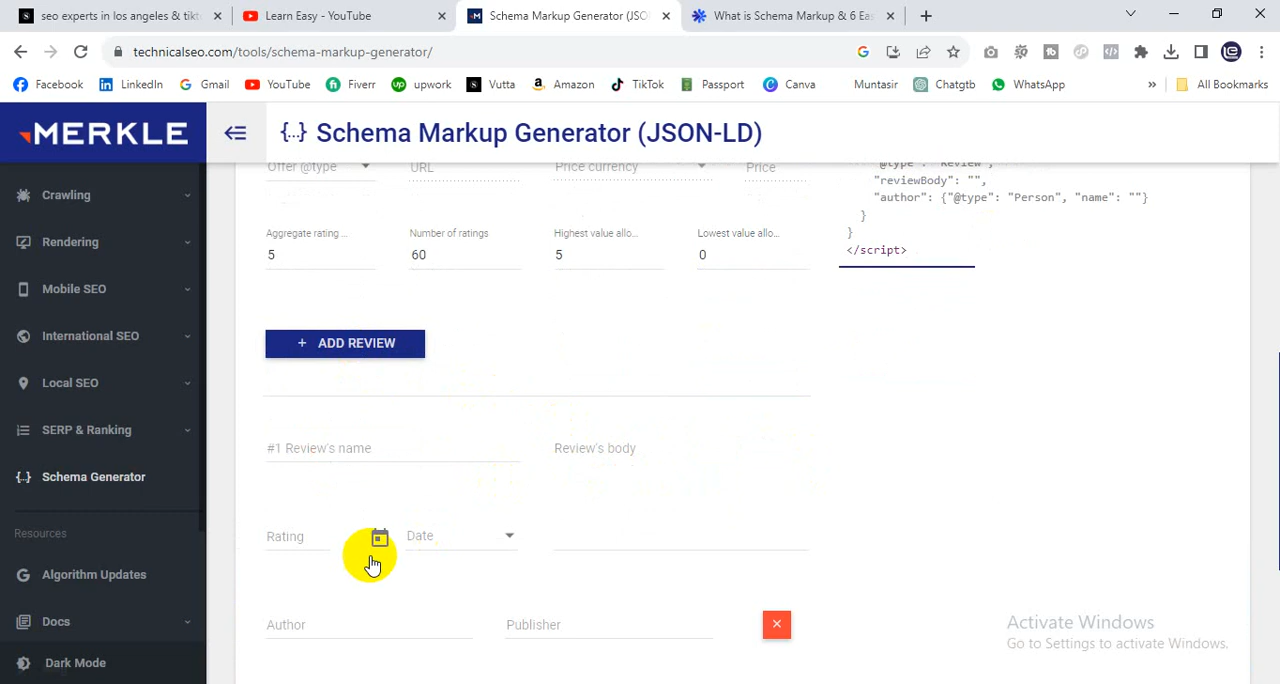 seo experts in los angeles & tikt
Learn Easy - YouTube
Schema Markup Generator (JSO
What is Schema Markup & 6 Eas
technicalseo.com/tools/schema-markup-generator/
Facebook
LinkedIn
Gmail
YouTube
Fiverr
upwork
Vutta
Amazon
TikTok
Passport
Canva
Muntasir
Chatgtb
WhatsApp
»
All Bookmarks
MERKLE
{...} Schema Markup Generator (JSON-LD)
Crawling
Rendering
Mobile SEO
International SEO
Local SEO
SERP & Ranking
{..} Schema Generator
Resources
Algorithm Updates
Docs
Dark Mode
Offer @type
URL
Price currency
Price
Aggregate rating ...
Number of ratings
Highest value allo...
Lowest value allo...
5
60
5
0
+ ADD REVIEW
#1 Review's name
Review's body
Rating
Date
Author
Publisher
"@type": "Review",
"reviewBody": "",
"author": {"@type": "Person", "name": ""}
}
}
</script>
Activate Windows
Go to Settings to activate Windows.